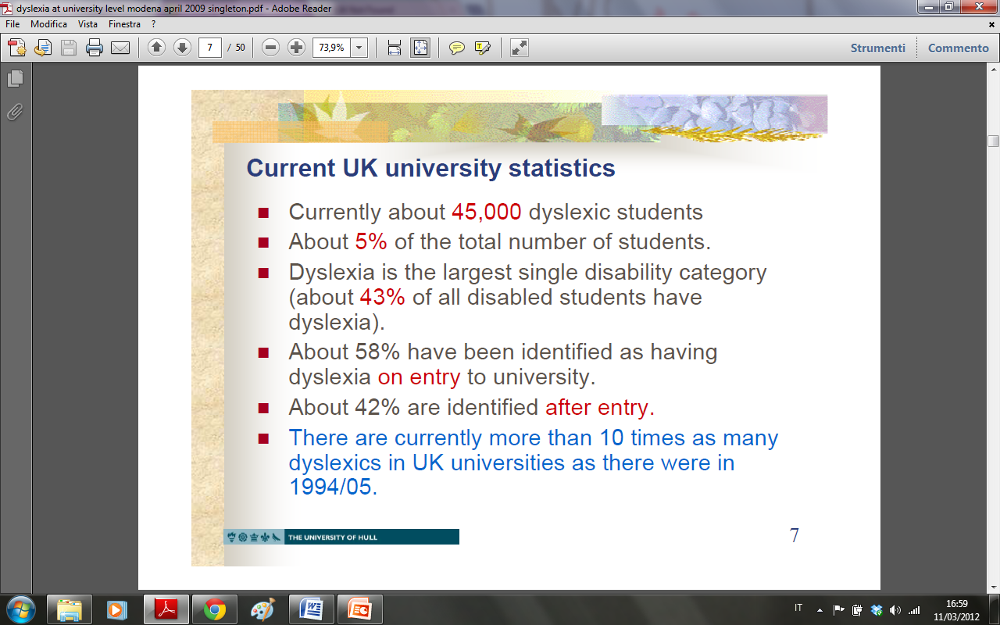 dyslexia at university level modena april 2009 singleton.pdf - Adobe Reader
File Modifica Vista Finestra ?
7 / 50 73,9% Strumenti Commento
Current UK university statistics
Currently about 45,000 dyslexic students
About 5% of the total number of students.
Dyslexia is the largest single disability category
(about 43% of all disabled students have
dyslexia).
About 58% have been identified as having
dyslexia on entry to university.
About 42% are identified after entry.
There are currently more than 10 times as many
dyslexics in UK universities as there were in
1994/05.
THE UNIVERSITY OF HULL
7
IT
16:59
11/03/2012